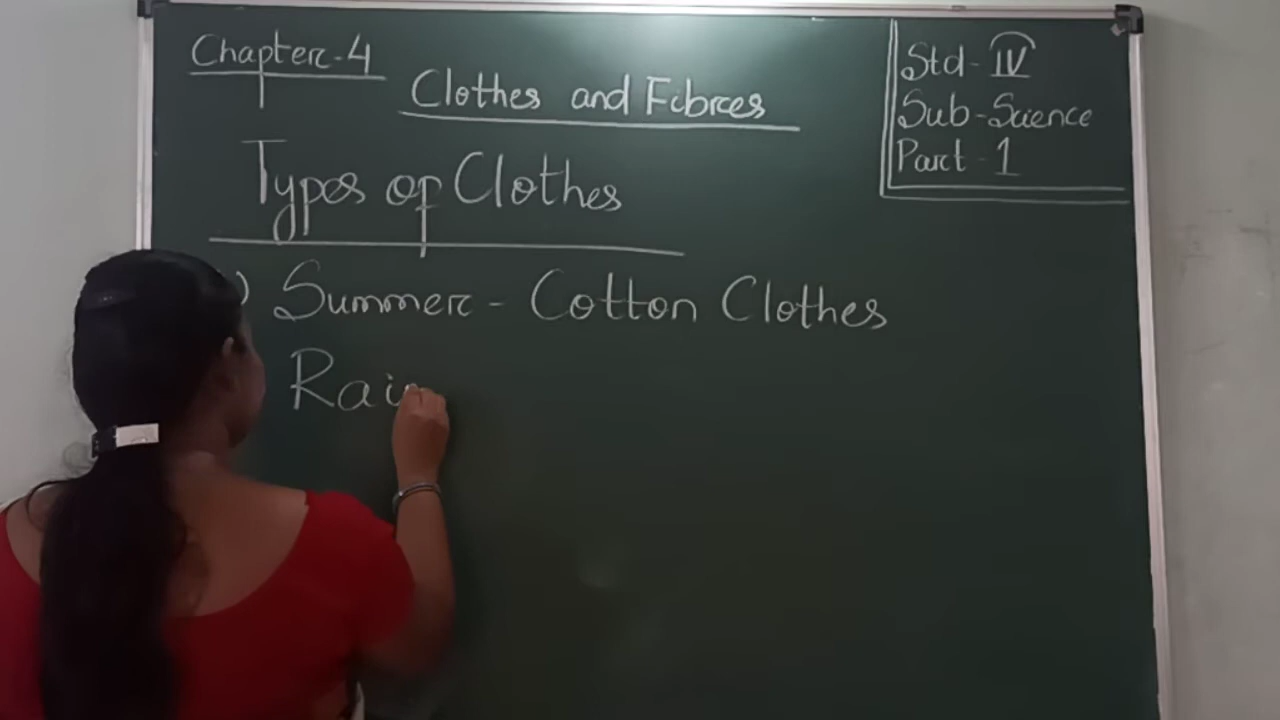 Chapter-4
Clothes and Fibres
Std-IV
Sub-Science
Part-1
Types of Clothes
) Summer - Cotton Clothes
Rai